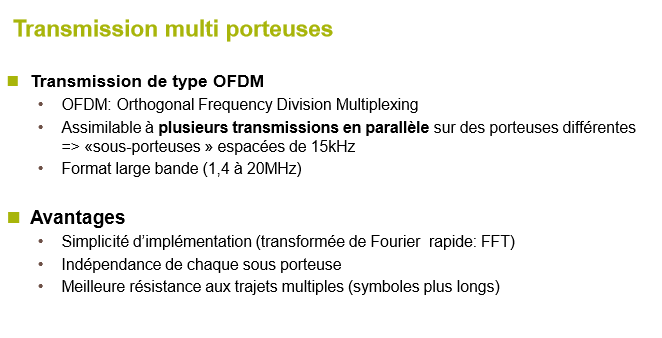 Transmission multi porteuses
Transmission de type OFDM
• OFDM: Orthogonal Frequency Division Multiplexing
• Assimilable à plusieurs transmissions en parallèle sur des porteuses différentes
=> «sous-porteuses » espacées de 15kHz
• Format large bande (1,4 à 20MHz)
Avantages
• Simplicité d'implémentation (transformée de Fourier rapide: FFT)
• Indépendance de chaque sous porteuse
• Meilleure résistance aux trajets multiples (symboles plus longs)